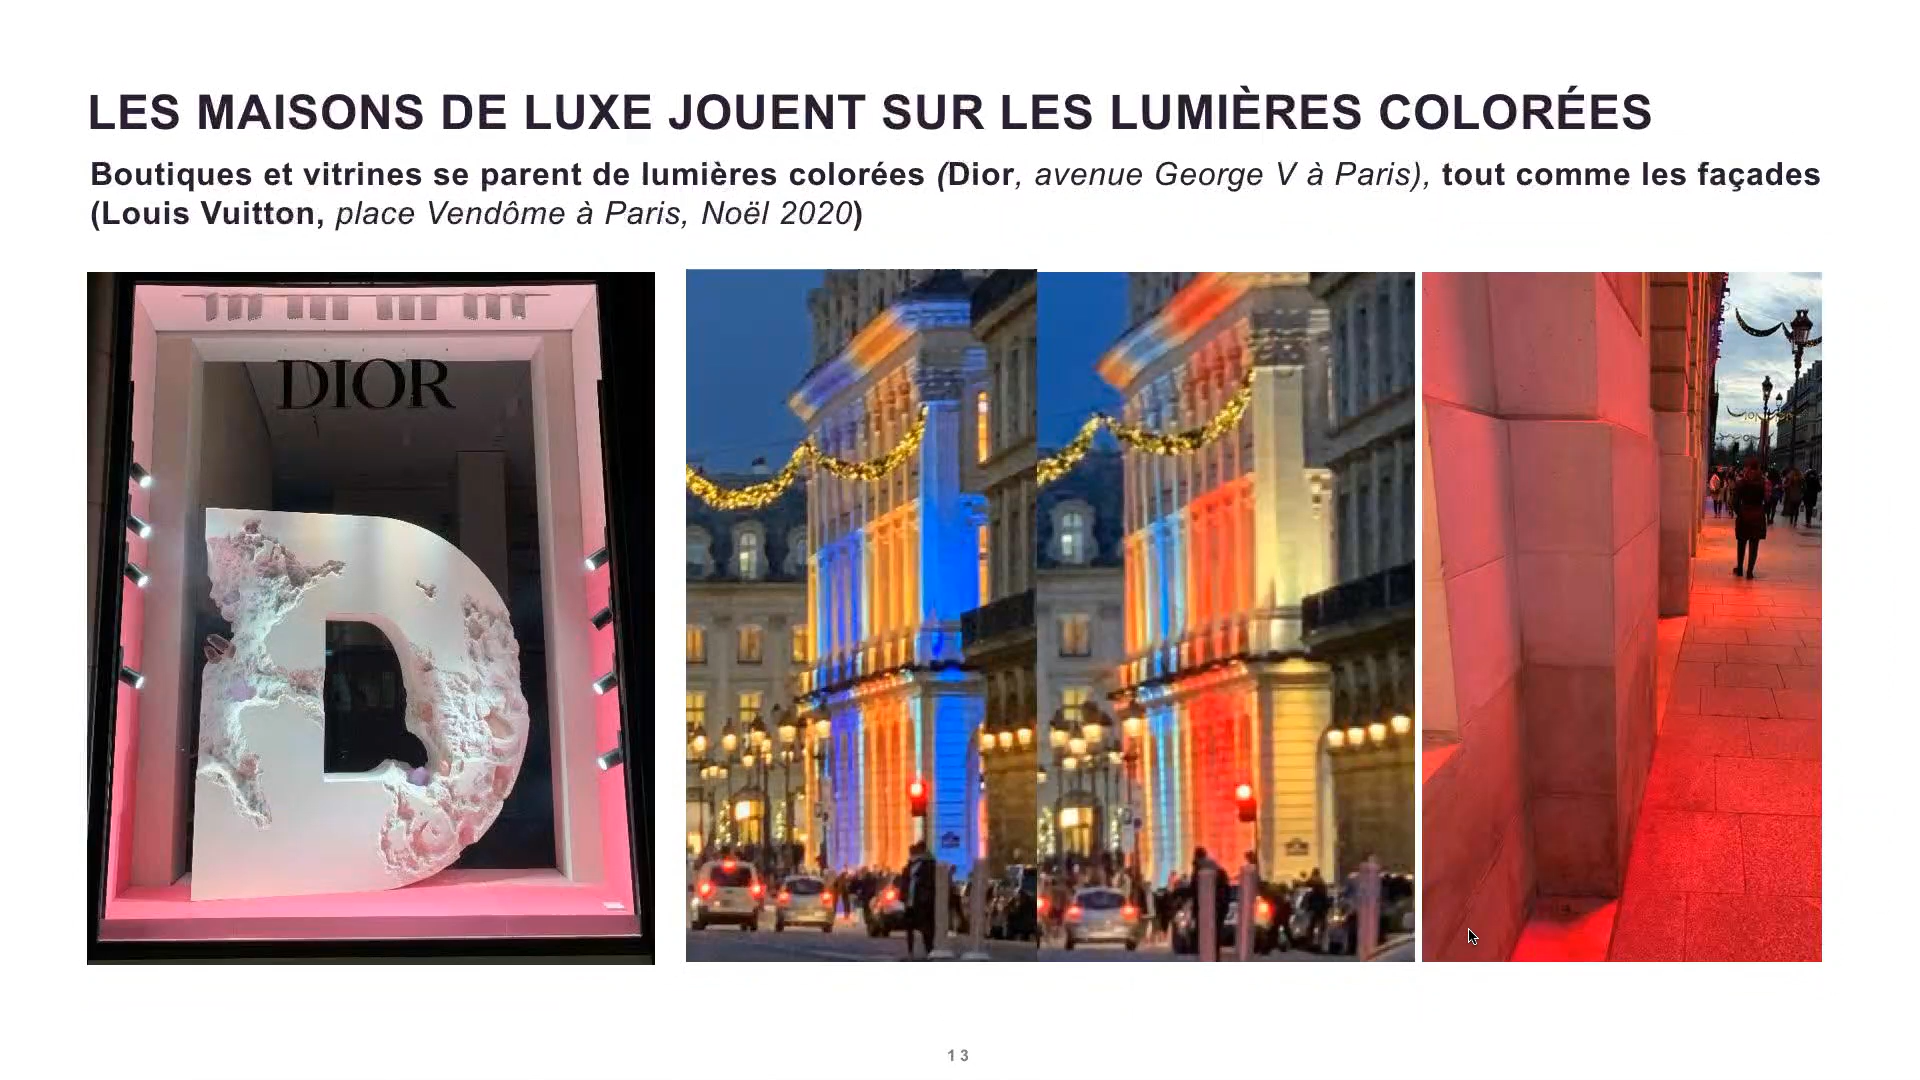 LES MAISONS DE LUXE JOUENT SUR LES LUMIÈRES COLORÉES
Boutiques et vitrines se parent de lumières colorées (Dior, avenue George V à Paris), tout comme les façades
(Louis Vuitton, place Vendôme à Paris, Noël 2020)
DIOR
13